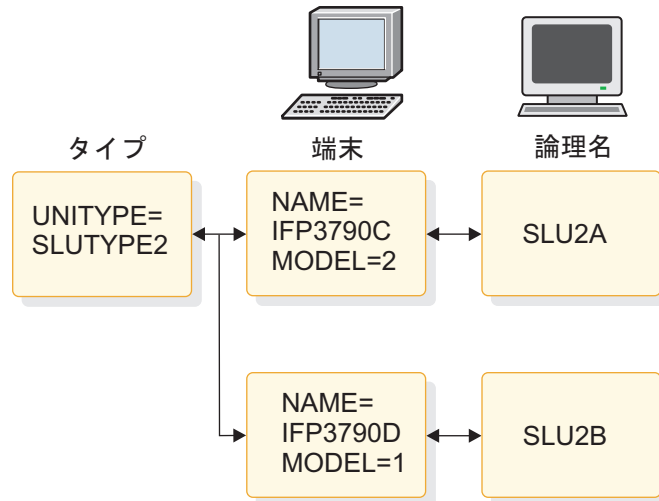 タイプ
端末
論理名
UNITYPE=
SLUTYPE2
NAME=
IFP3790C
MODEL=2
SLU2A
NAME=
IFP3790D
MODEL=1
SLU2B